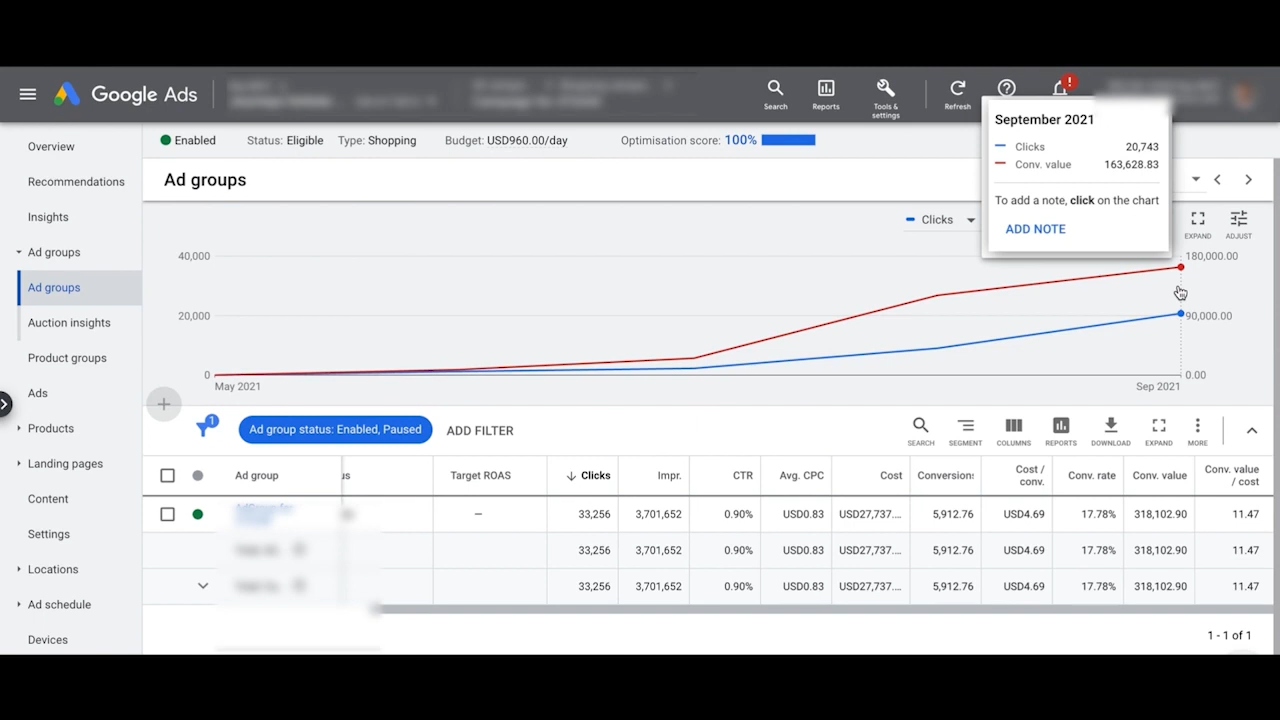 Google Ads
Search
Reports
Tools &
settings
Refresh
!
Enabled
Status: Eligible
Type: Shopping
Budget: USD960.00/day
Optimisation score: 100%
Overview
Recommendations
Insights
Ad groups
Ad groups
Auction insights
Product groups
Ads
Products
Landing pages
Content
Settings
Locations
Ad schedule
Devices
Ad groups
September 2021
Clicks 20,743
Conv. value 163,628.83
To add a note, click on the chart
ADD NOTE
Clicks
EXPAND
ADJUST
40,000
20,000
0
180,000.00
90,000.00
0.00
May 2021
Sep 2021
1
Ad group status: Enabled, Paused
ADD FILTER
SEARCH
SEGMENT
COLUMNS
REPORTS
DOWNLOAD
EXPAND
MORE
Ad group us Target ROAS Clicks Impr. CTR Avg. CPC Cost Conversions Cost / conv. Conv. rate Conv. value Conv. value / cost
– 33,256 3,701,652 0.90% USD0.83 USD27,737.... 5,912.76 USD4.69 17.78% 318,102.90 11.47
33,256 3,701,652 0.90% USD0.83 USD27,737.... 5,912.76 USD4.69 17.78% 318,102.90 11.47
33,256 3,701,652 0.90% USD0.83 USD27,737.... 5,912.76 USD4.69 17.78% 318,102.90 11.47
1 - 1 of 1